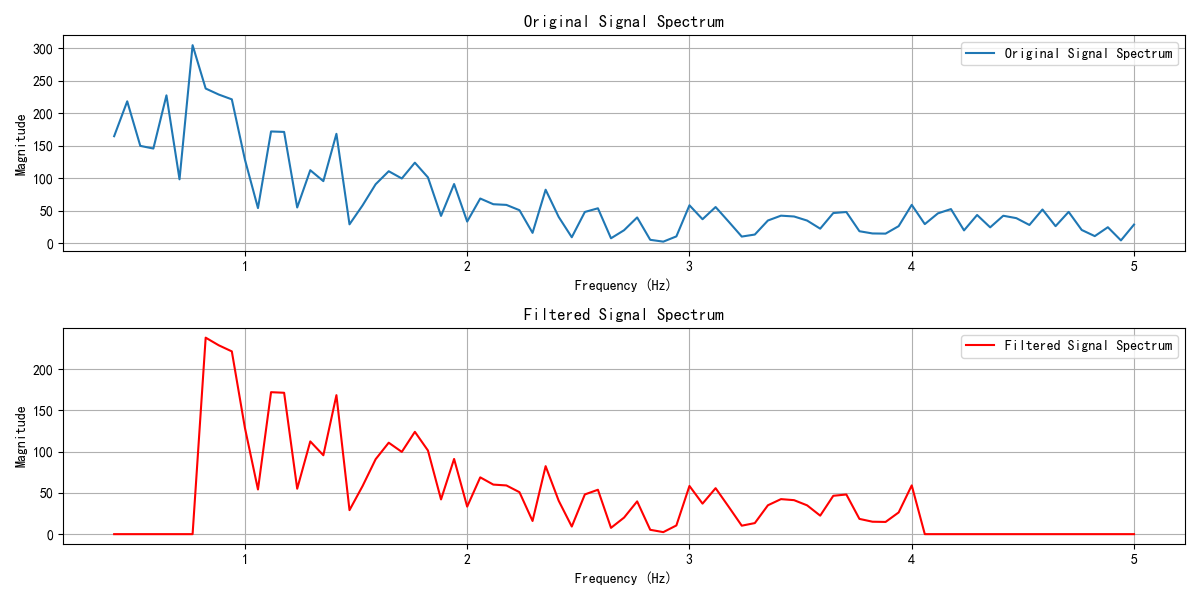 Original Signal Spectrum
Original Signal Spectrum
Magnitude
300
250
200
150
100
50
0
1
2
3
4
5
Frequency (Hz)
Filtered Signal Spectrum
Filtered Signal Spectrum
Magnitude
200
150
100
50
0
1
2
3
4
5
Frequency (Hz)